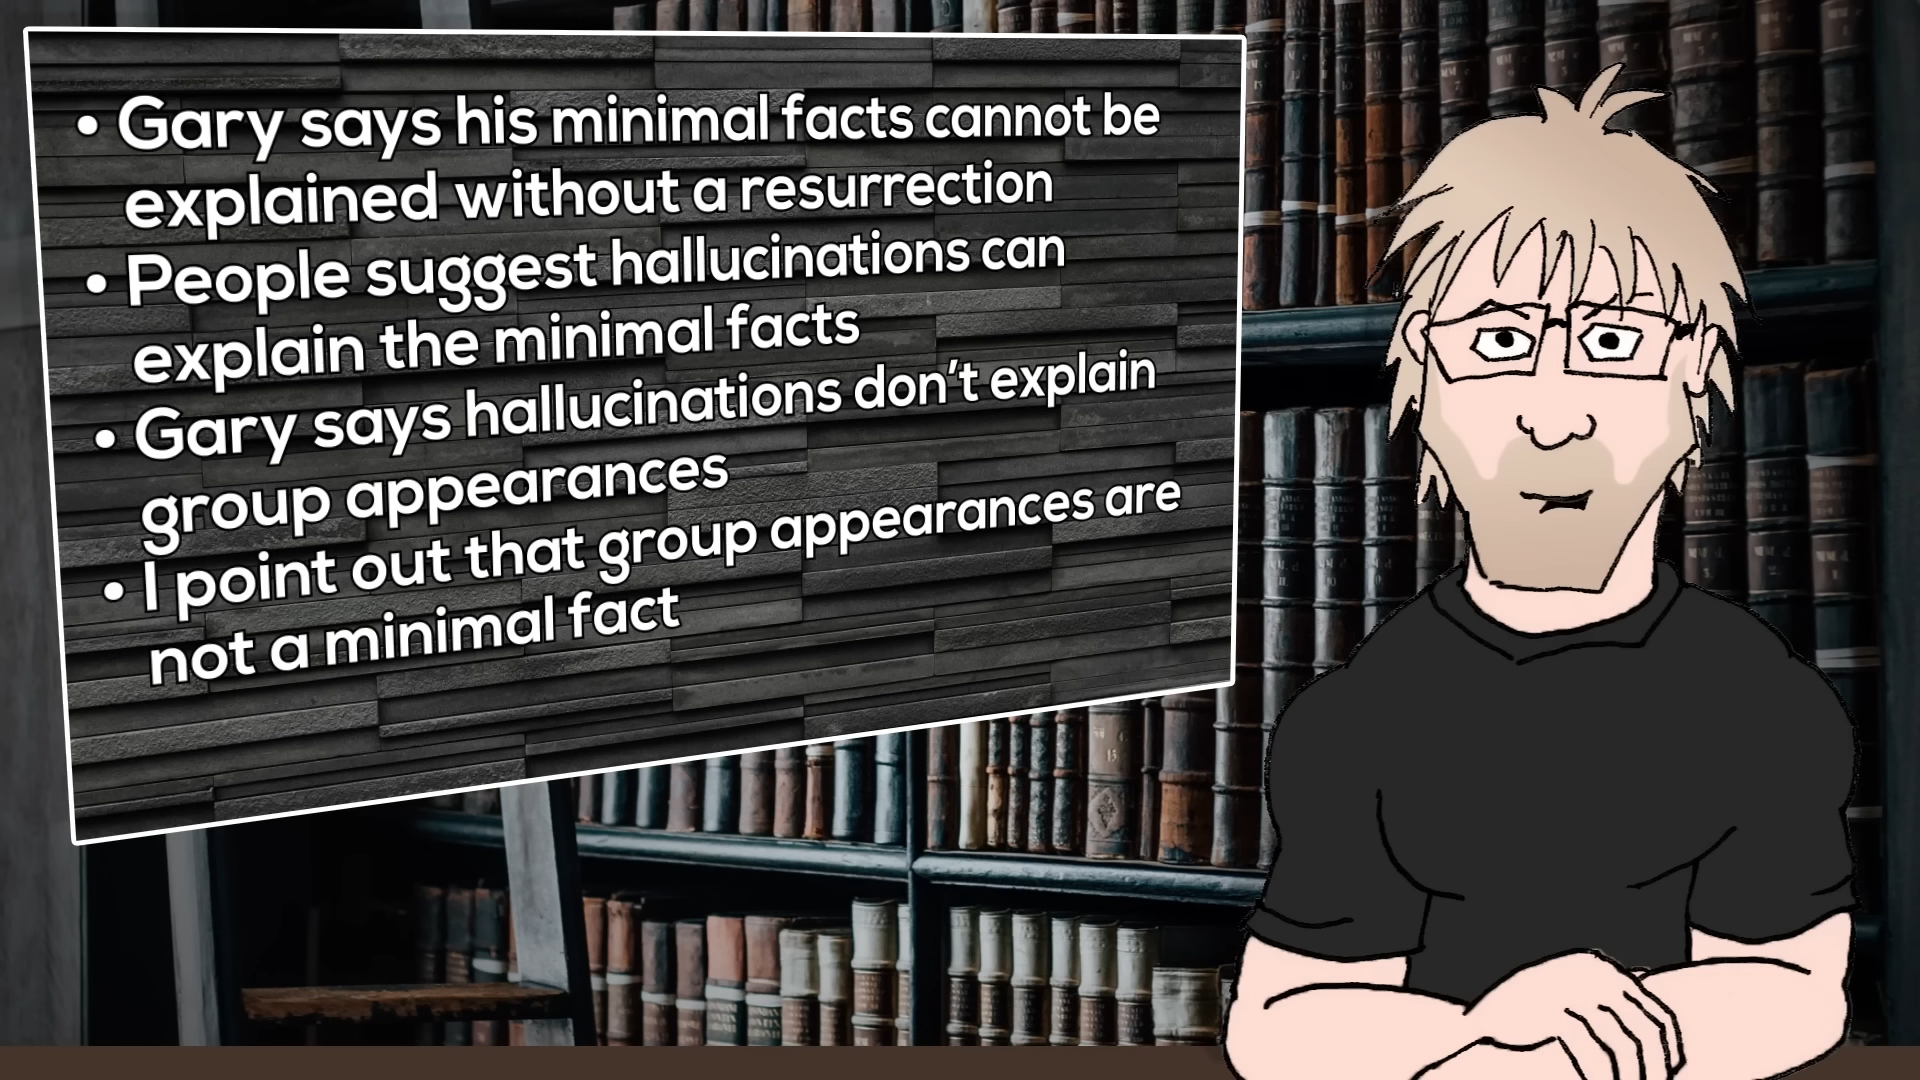 • Gary says his minimal facts cannot be
explained without a resurrection
• People suggest hallucinations can
explain the minimal facts
• Gary says hallucinations don't explain
group appearances
• I point out that group appearances are
not a minimal fact